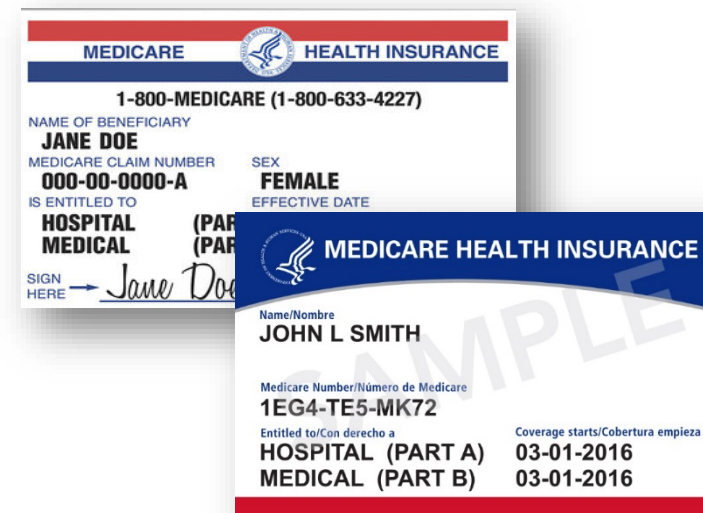 MEDICARE HEALTH INSURANCE
1-800-MEDICARE (1-800-633-4227)
NAME OF BENEFICIARY
JANE DOE
MEDICARE CLAIM NUMBER SEX
000-00-0000-A FEMALE
IS ENTITLED TO EFFECTIVE DATE
HOSPITAL (PAR
MEDICAL (PAR
SIGN
HERE Jane Doe
MEDICARE HEALTH INSURANCE
SAMPLE
Name/Nombre
JOHN L SMITH
Medicare Number/Número de Medicare
1EG4-TE5-MK72
Entitled to/Con derecho a Coverage starts/Cobertura empieza
HOSPITAL (PART A) 03-01-2016
MEDICAL (PART B) 03-01-2016